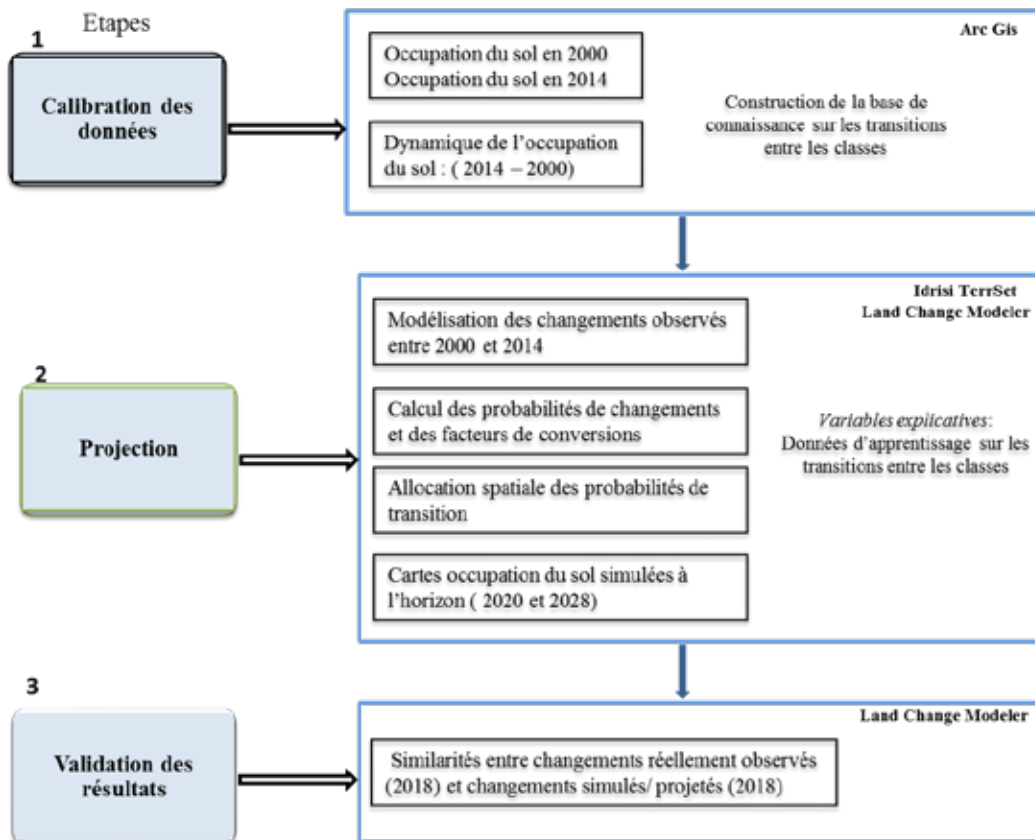 Etapes
1
Calibration des
données
Arc Gis
Occupation du sol en 2000
Occupation du sol en 2014
Dynamique de l’occupation
du sol : ( 2014 – 2000)
Construction de la base de
connaissance sur les transitions
entre les classes
2
Projection
Idrisi TerrSet
Land Change Modeler
Modélisation des changements observés
entre 2000 et 2014
Calcul des probabilités de changements
et des facteurs de conversions
Allocation spatiale des probabilités de
transition
Cartes occupation du sol simulées à
l’horizon ( 2020 et 2028)
Variables explicatives:
Données d’apprentissage sur les
transitions entre les classes
3
Validation des
résultats
Land Change Modeler
Similarités entre changements réellement observés
(2018) et changements simulés/ projetés (2018)